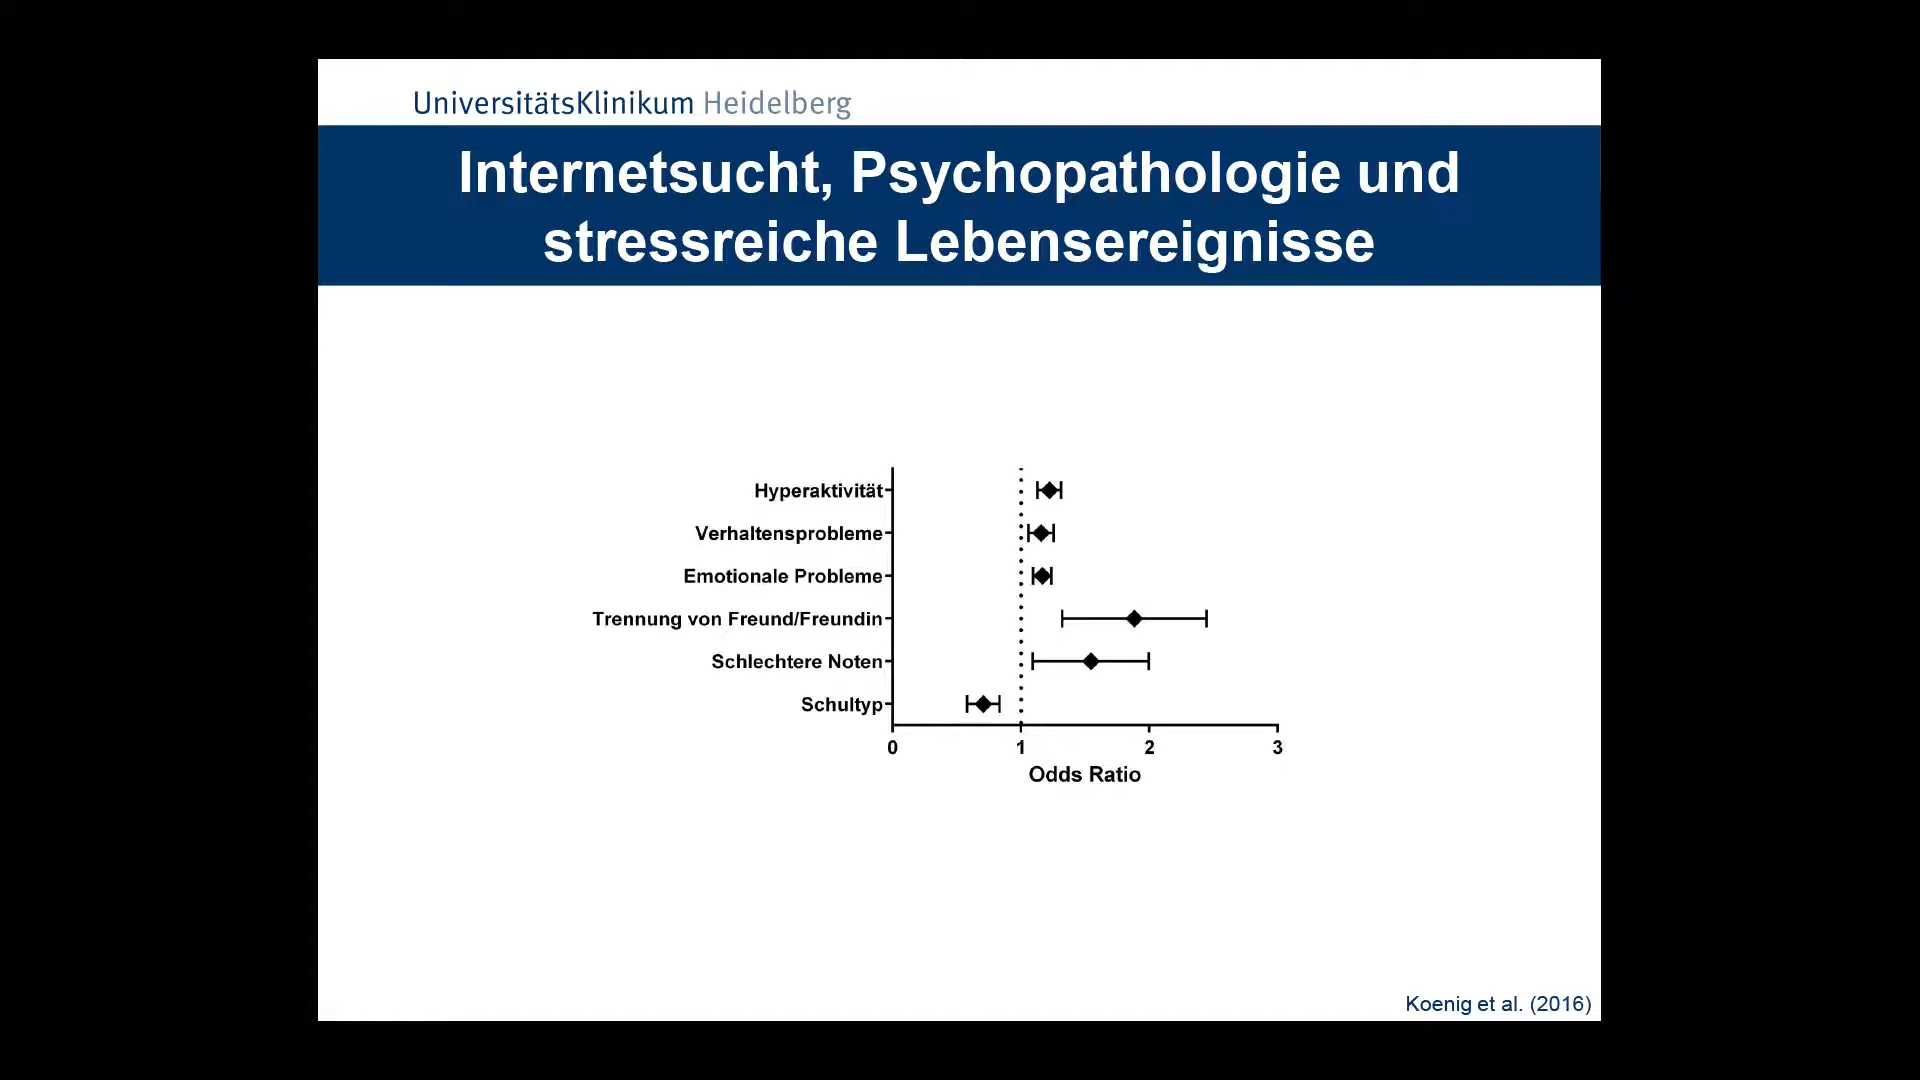 UniversitätsKlinikum Heidelberg
Internetsucht, Psychopathologie und
stressreiche Lebensereignisse
Hyperaktivität
Verhaltensprobleme
Emotionale Probleme
Trennung von Freund/Freundin
Schlechtere Noten
Schultyp
0 1 2 3
Odds Ratio
Koenig et al. (2016)